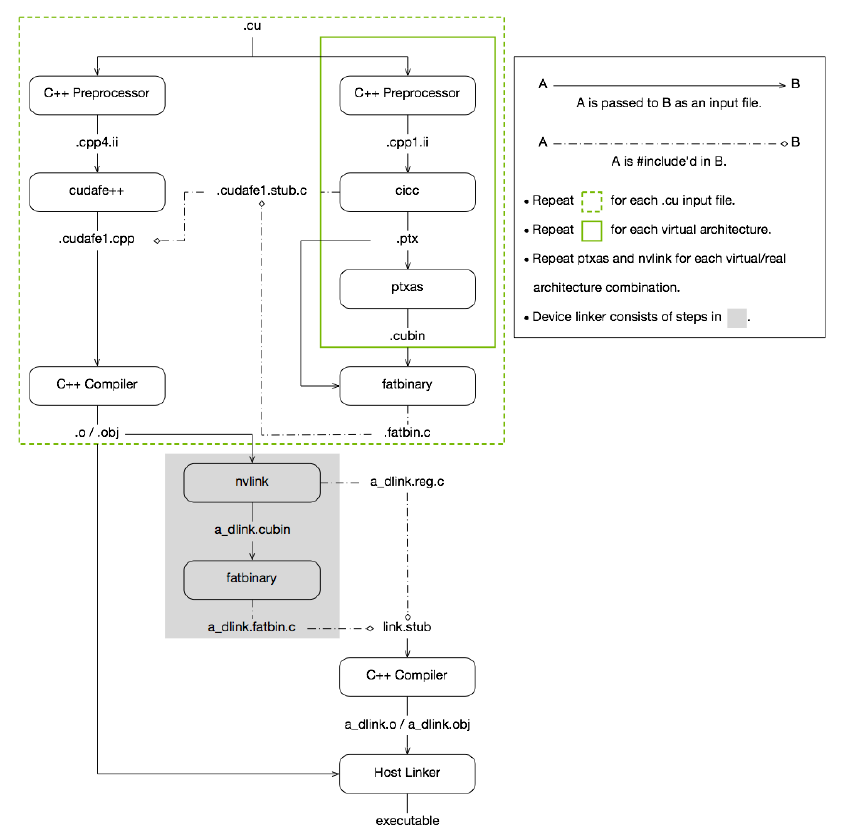 .cu
C++ Preprocessor
C++ Preprocessor
.cpp4.ii
.cpp1.ii
cudafe++
.cudafe1.stub.c
cicc
.cudafe1.cpp
.ptx
ptxas
.cubin
C++ Compiler
fatbinary
.o / .obj
.fatbin.c
nvlink
a_dlink.reg.c
a_dlink.cubin
fatbinary
a_dlink.fatbin.c
link.stub
C++ Compiler
a_dlink.o / a_dlink.obj
Host Linker
executable
A B
A is passed to B as an input file.
A B
A is #include'd in B.
• Repeat for each .cu input file.
• Repeat for each virtual architecture.
• Repeat ptxas and nvlink for each virtual/real
architecture combination.
• Device linker consists of steps in .